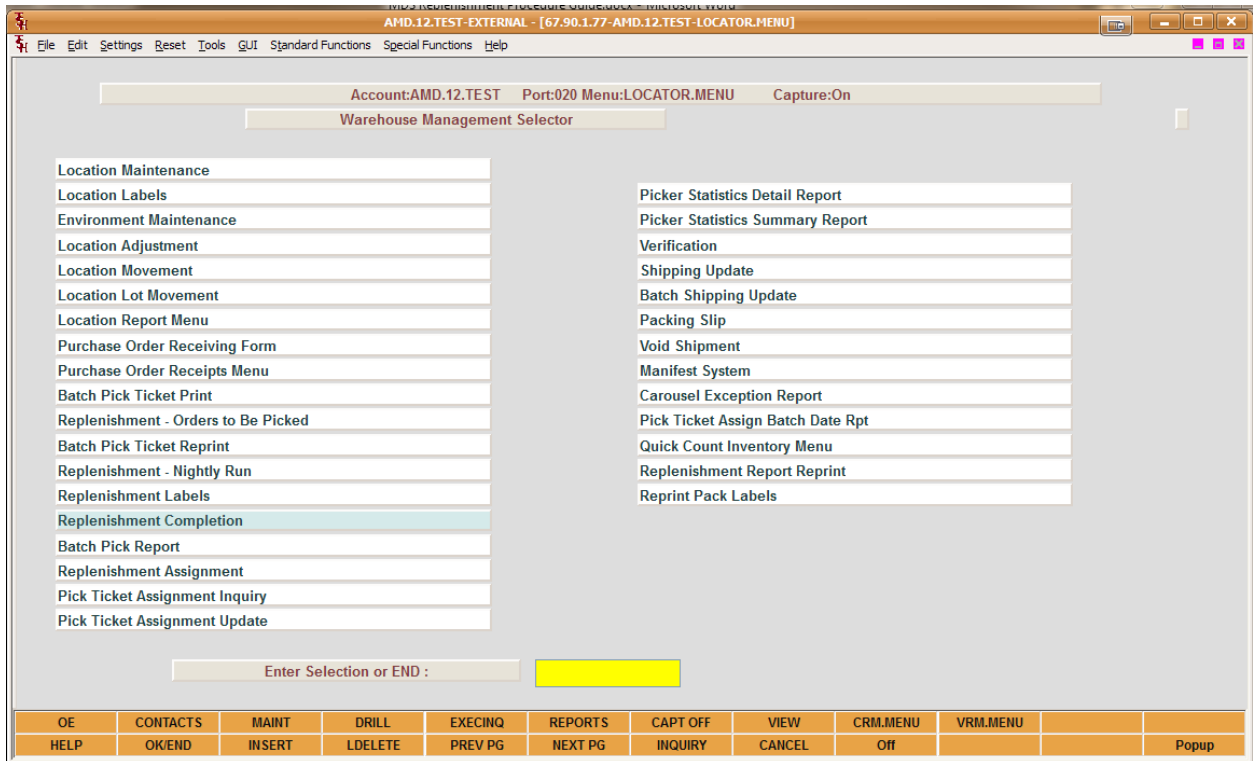 MDS Replenishment Procedure Guide.docx - Microsoft Word
AMD.12.TEST-EXTERNAL - [67.90.1.77-AMD.12.TEST-LOCATOR.MENU]
File Edit Settings Reset Tools GUI Standard Functions Special Functions Help
Account:AMD.12.TEST Port:020 Menu:LOCATOR.MENU Capture:On
Warehouse Management Selector
Location Maintenance
Location Labels
Environment Maintenance
Location Adjustment
Location Movement
Location Lot Movement
Location Report Menu
Purchase Order Receiving Form
Purchase Order Receipts Menu
Batch Pick Ticket Print
Replenishment - Orders to Be Picked
Batch Pick Ticket Reprint
Replenishment - Nightly Run
Replenishment Labels
Replenishment Completion
Batch Pick Report
Replenishment Assignment
Pick Ticket Assignment Inquiry
Pick Ticket Assignment Update
Picker Statistics Detail Report
Picker Statistics Summary Report
Verification
Shipping Update
Batch Shipping Update
Packing Slip
Void Shipment
Manifest System
Carousel Exception Report
Pick Ticket Assign Batch Date Rpt
Quick Count Inventory Menu
Replenishment Report Reprint
Reprint Pack Labels
Enter Selection or END :
OE CONTACTS MAINT DRILL EXECINQ REPORTS CAPT OFF VIEW CRM.MENU VRM.MENU
HELP OK/END INSERT LDELETE PREV PG NEXT PG INQUIRY CANCEL Off Popup